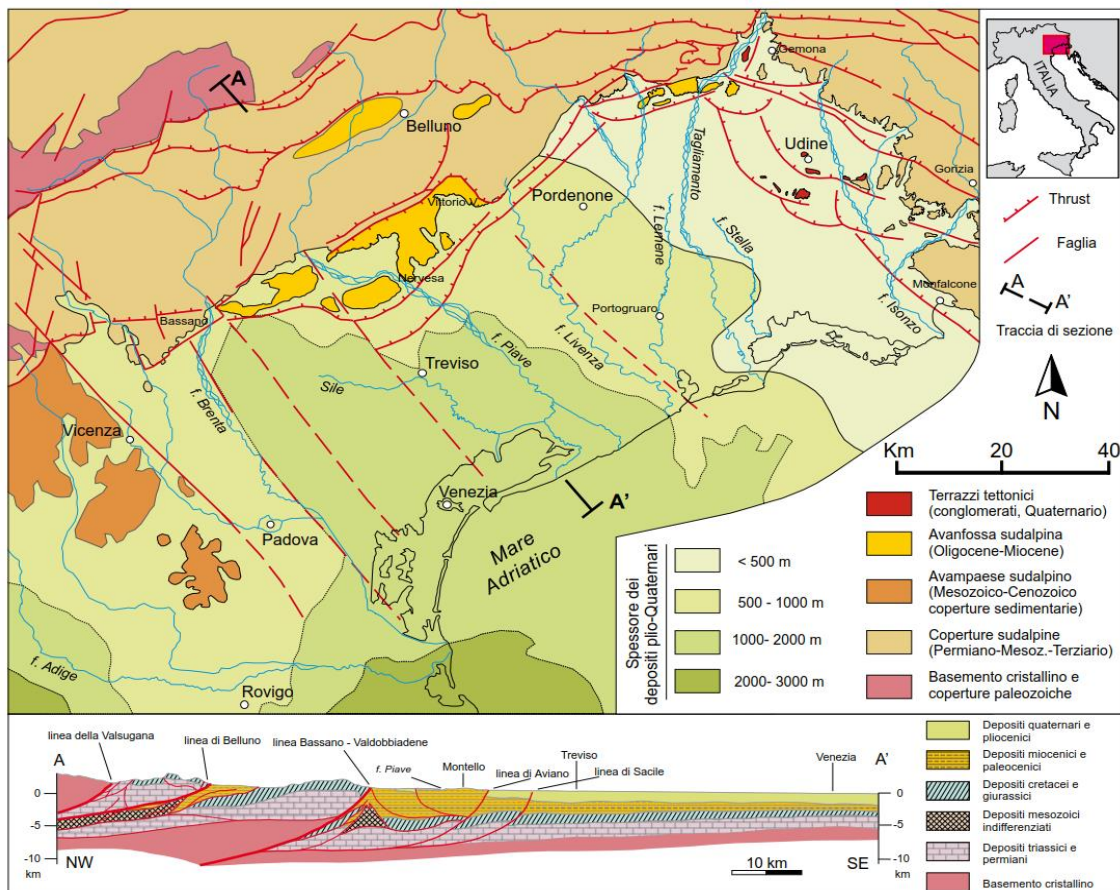 A
Belluno
Gemona
Udine
Gorizia
Tagliamento
Pordenone
Vittorio V.
f. Lemene
f. Stella
Nervesa
Monfalcone
Portogruaro
f. Isonzo
Bassano
f. Piave
f. Livenza
Treviso
Sile
f. Brenta
Vicenza
Venezia
A'
Padova
Mare
Adriatico
f. Adige
Rovigo
ITALIA
Thrust
Faglia
A
A'
Traccia di sezione
N
Km
0
20
40
Terrazzi tettonici
(conglomerati, Quaternario)
Avanfossa sudalpina
(Oligocene-Miocene)
Avampaese sudalpino
(Mesozoico-Cenozoico
coperture sedimentarie)
Coperture sudalpine
(Permiano-Mesoz.-Terziario)
Basemento cristallino e
coperture paleozoiche
Spessore dei
depositi plio-Quaternari
< 500 m
500 - 1000 m
1000- 2000 m
2000- 3000 m
linea della Valsugana
linea di Belluno
linea Bassano - Valdobbiadene
f. Piave
Montello
linea di Aviano
Treviso
linea di Sacile
Venezia
A
A'
0
-5
-10
km
NW
0
-5
-10
km
SE
10 km
Depositi quaternari e
pliocenici
Depositi miocenici e
paleocenici
Depositi cretacei e
giurassici
Depositi mesozoici
indifferenziati
Depositi triassici e
permiani
Basemento cristallino